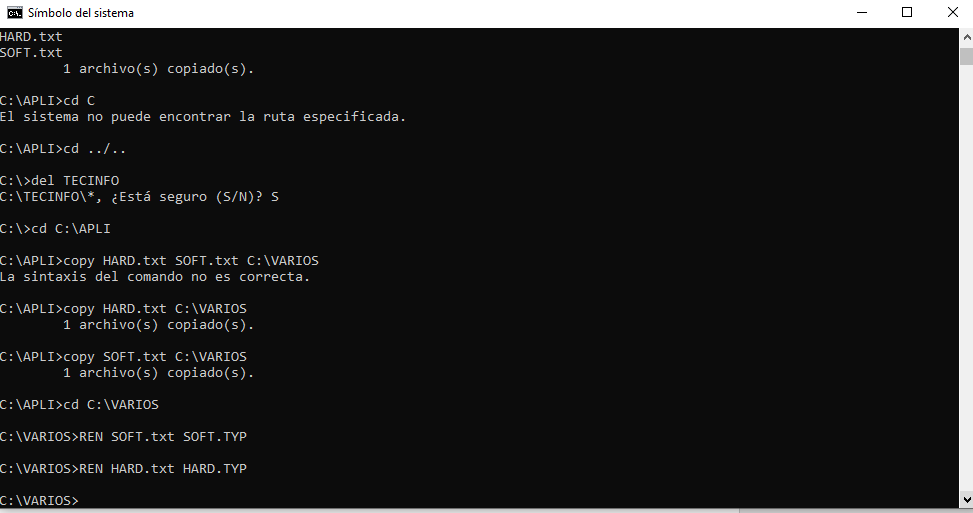 Símbolo del sistema
HARD.txt
SOFT.txt
        1 archivo(s) copiado(s).
C:\APLI>cd C
El sistema no puede encontrar la ruta especificada.
C:\APLI>cd ../..
C:\>del TECINFO
C:\TECINFO\*, ¿Está seguro (S/N)? S
C:\>cd C:\APLI
C:\APLI>copy HARD.txt SOFT.txt C:\VARIOS
La sintaxis del comando no es correcta.
C:\APLI>copy HARD.txt C:\VARIOS
        1 archivo(s) copiado(s).
C:\APLI>copy SOFT.txt C:\VARIOS
        1 archivo(s) copiado(s).
C:\APLI>cd C:\VARIOS
C:\VARIOS>REN SOFT.txt SOFT.TYP
C:\VARIOS>REN HARD.txt HARD.TYP
C:\VARIOS>